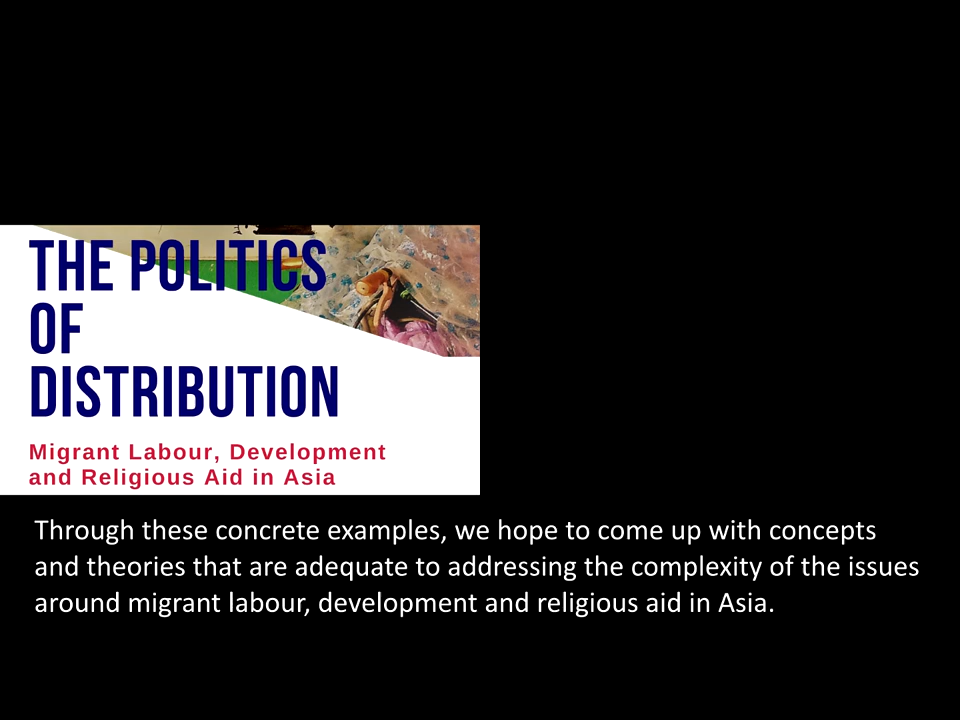 THE POLITICS
OF
DISTRIBUTION
Migrant Labour, Development
and Religious Aid in Asia
Through these concrete examples, we hope to come up with concepts
and theories that are adequate to addressing the complexity of the issues
around migrant labour, development and religious aid in Asia.